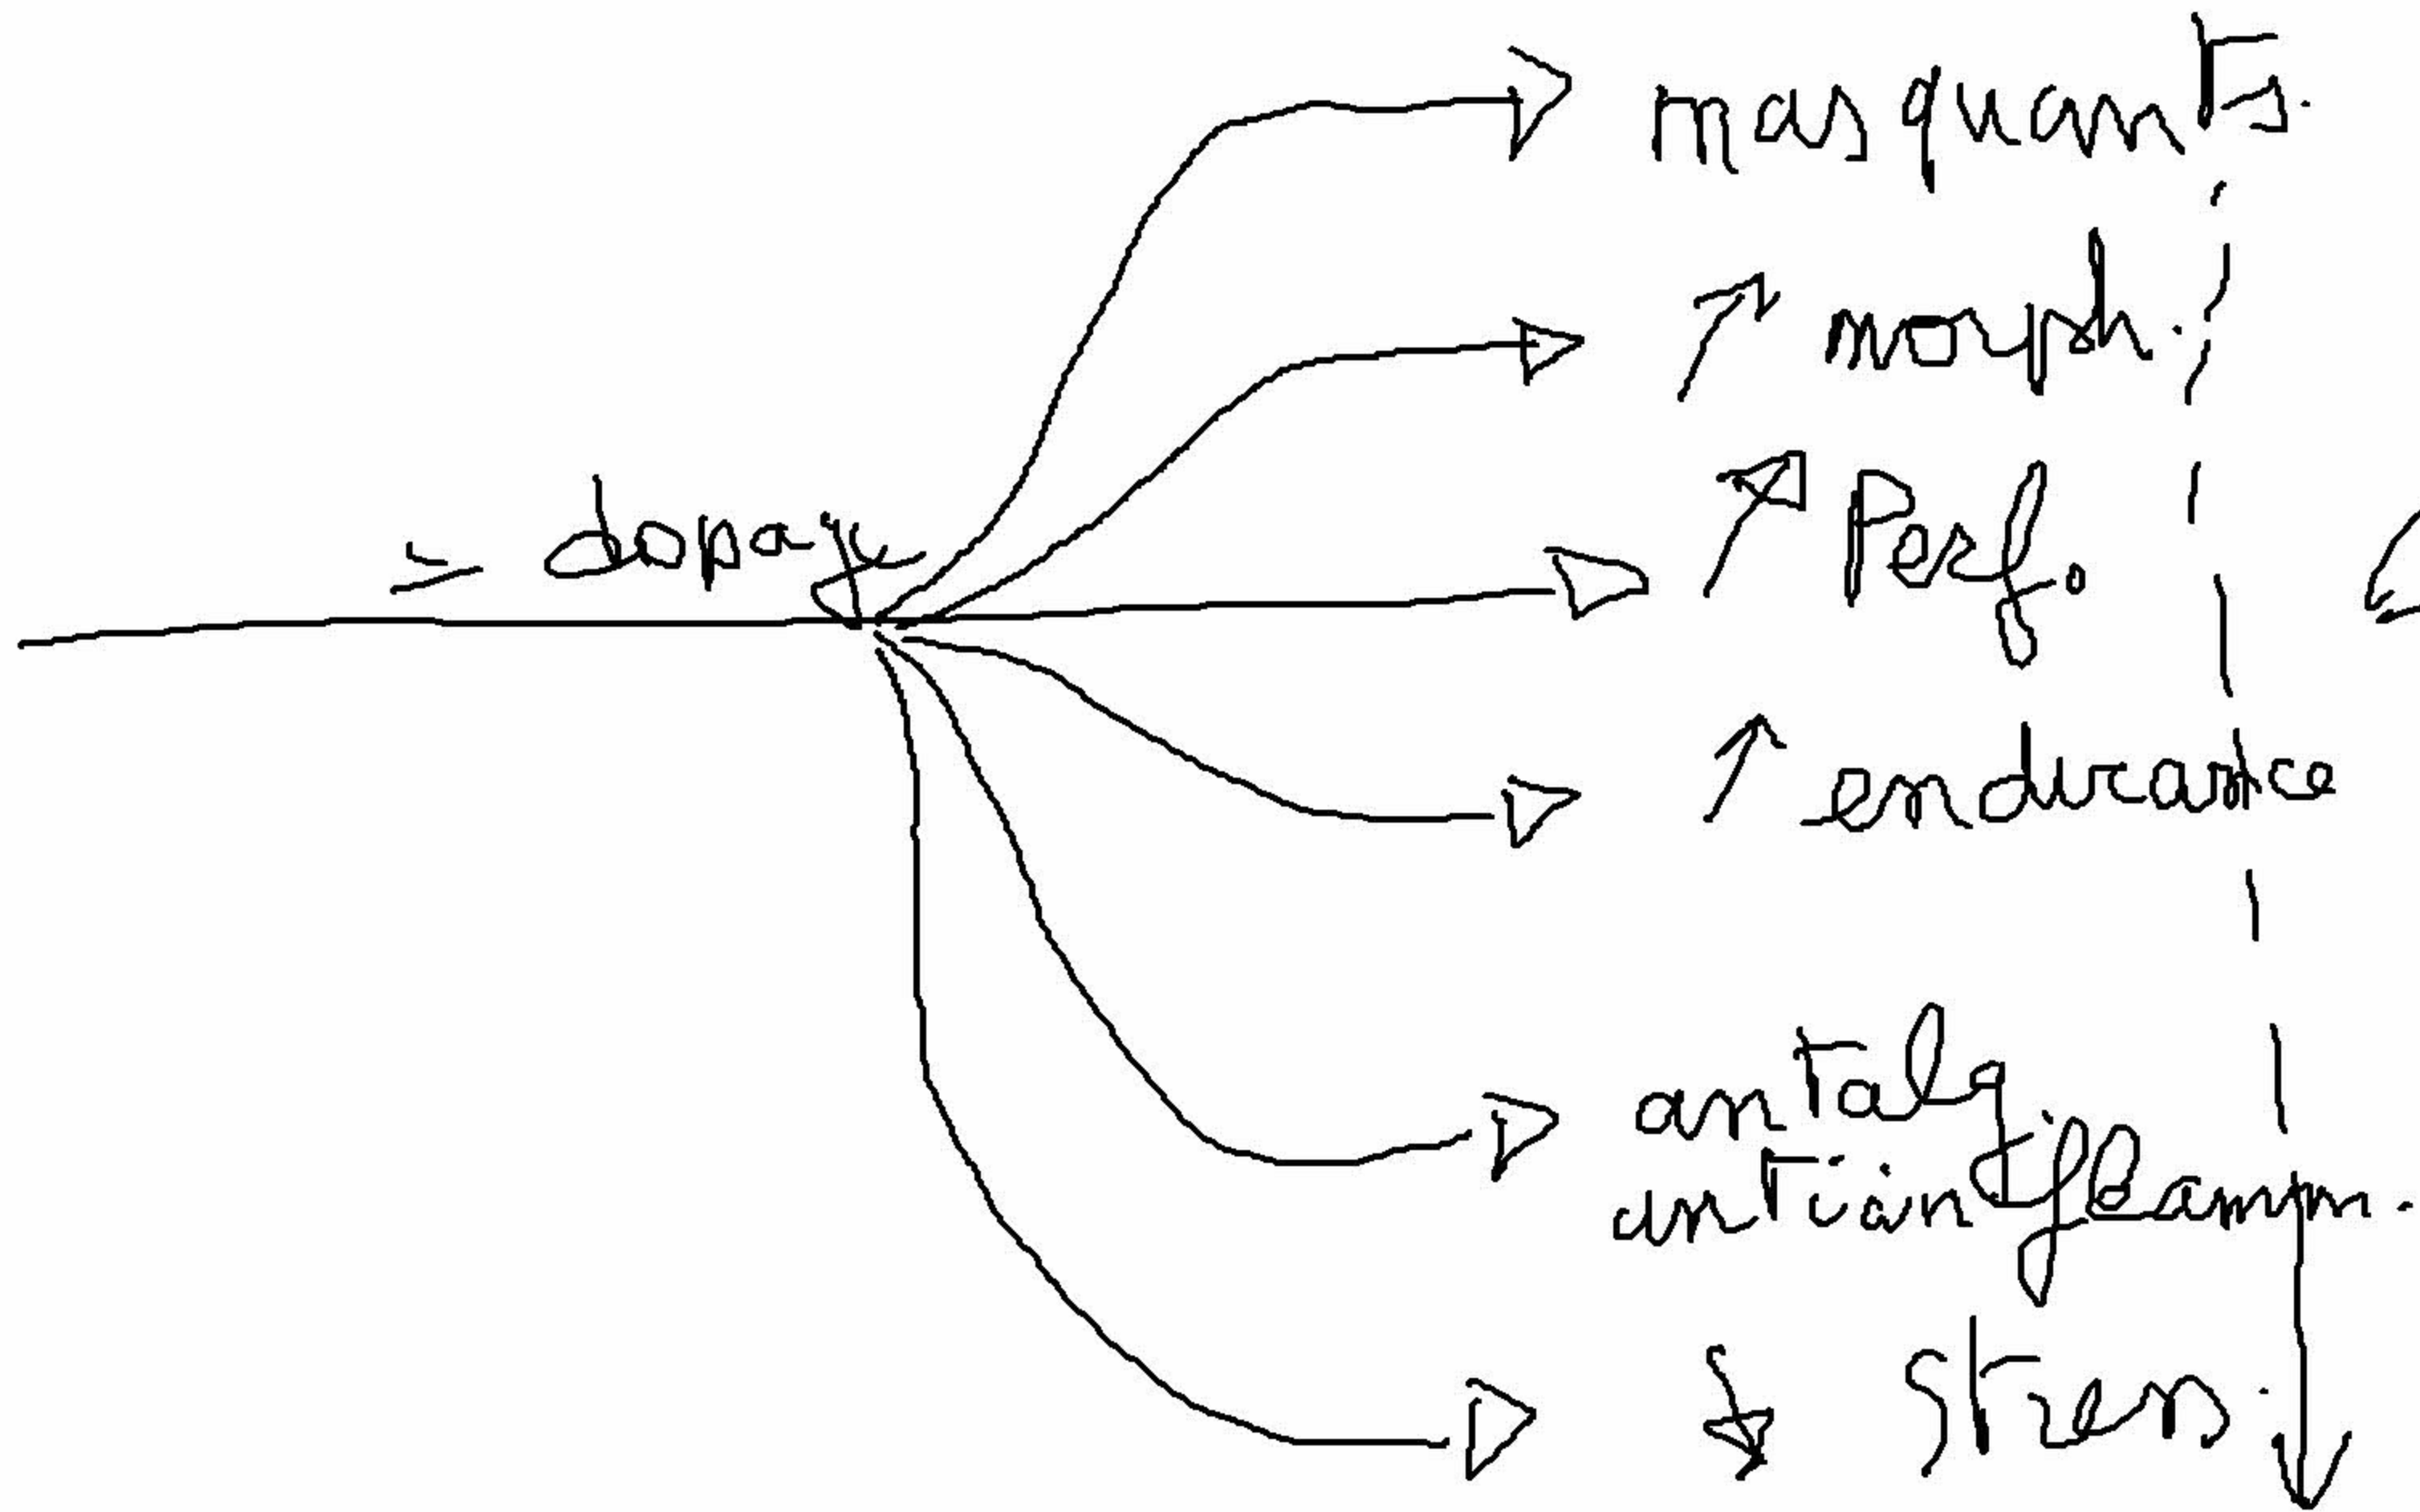 masquants.
↗ morph.
dopage
↗ Perf.
↗ endurance
antalg.
antiinflamm.
↘ stress.